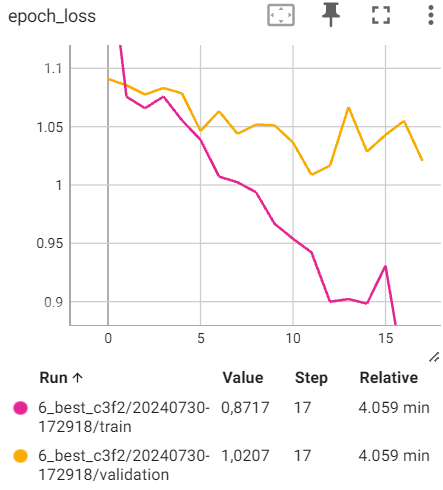 epoch_loss
1.1
1.05
1
0.95
0.9
0
5
10
15
Run ↑ Value Step Relative
6_best_c3f2/20240730- 0,8717 17 4.059 min
172918/train
6_best_c3f2/20240730- 1,0207 17 4.059 min
172918/validation